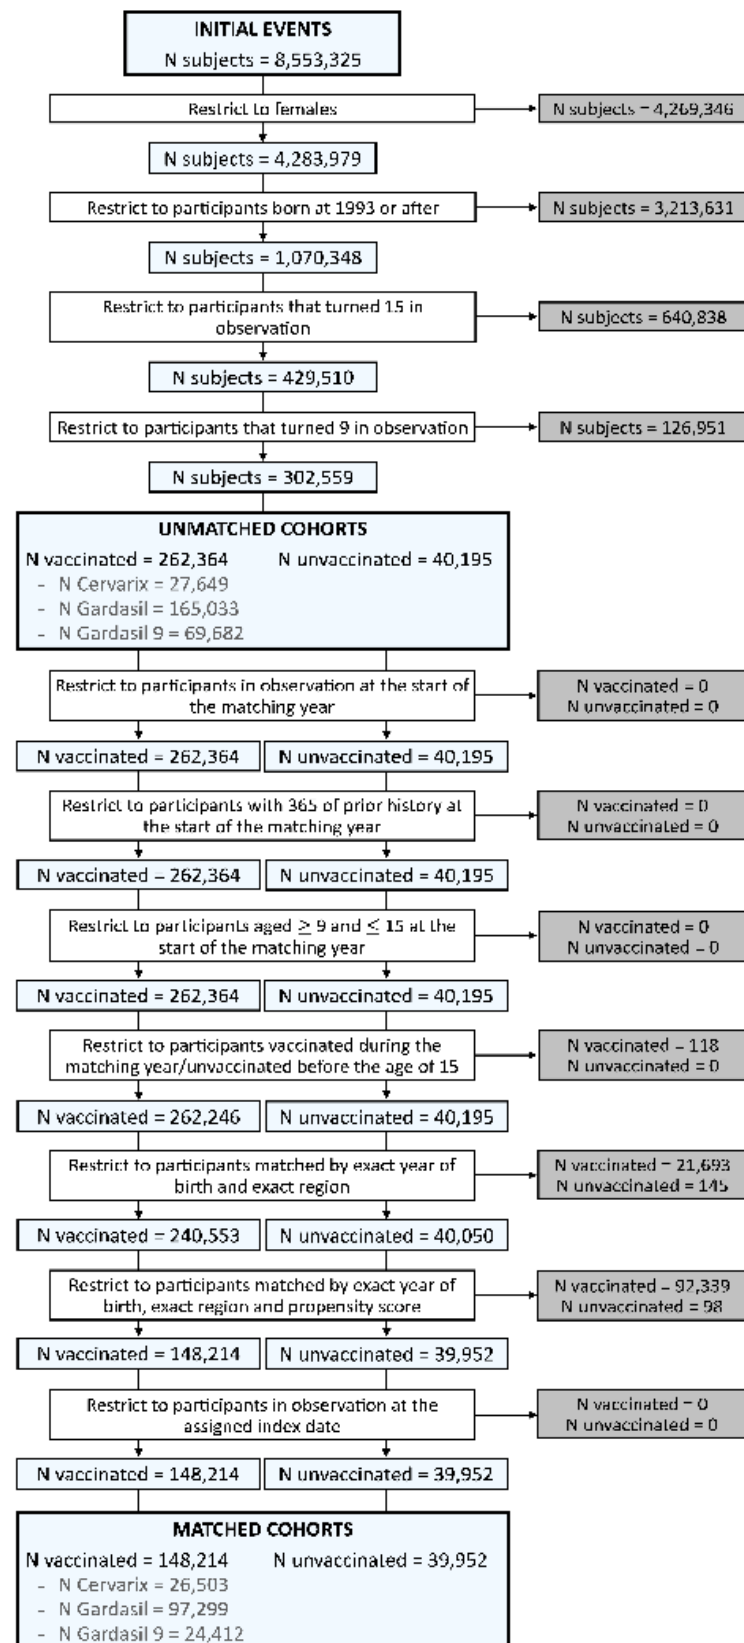 INITIAL EVENTS
N subjects = 8,553,325
Restrict to females
N subjects = 4,269,346
N subjects = 4,283,979
Restrict to participants born at 1993 or after
N subjects = 3,213,631
N subjects = 1,070,348
Restrict to participants that turned 15 in
observation
N subjects = 640,838
N subjects = 429,510
Restrict to participants that turned 9 in observation
N subjects = 126,951
N subjects = 302,559
UNMATCHED COHORTS
N vaccinated = 262,364 N unvaccinated = 40,195
- N Cervarix = 27,649
- N Gardasil = 165,033
- N Gardasil 9 = 69,682
Restrict to participants in observation at the start of
the matching year
N vaccinated = 0
N unvaccinated = 0
N vaccinated = 262,364 N unvaccinated = 40,195
Restrict to participants with 365 of prior history at
the start of the matching year
N vaccinated = 0
N unvaccinated = 0
N vaccinated = 262,364 N unvaccinated = 40,195
Restrict to participants aged ≥ 9 and ≤ 15 at the
start of the matching year
N vaccinated = 0
N unvaccinated = 0
N vaccinated = 262,364 N unvaccinated = 40,195
Restrict to participants vaccinated during the
matching year/unvaccinated before the age of 15
N vaccinated = 118
N unvaccinated = 0
N vaccinated = 262,246 N unvaccinated = 40,195
Restrict to participants matched by exact year of
birth and exact region
N vaccinated = 21,693
N unvaccinated = 145
N vaccinated = 240,553 N unvaccinated = 40,050
Restrict to participants matched by exact year of
birth, exact region and propensity score
N vaccinated = 92,339
N unvaccinated = 98
N vaccinated = 148,214 N unvaccinated = 39,952
Restrict to participants in observation at the
assigned index date
N vaccinated = 0
N unvaccinated = 0
N vaccinated = 148,214 N unvaccinated = 39,952
MATCHED COHORTS
N vaccinated = 148,214 N unvaccinated = 39,952
- N Cervarix = 26,503
- N Gardasil = 97,299
- N Gardasil 9 = 24,412